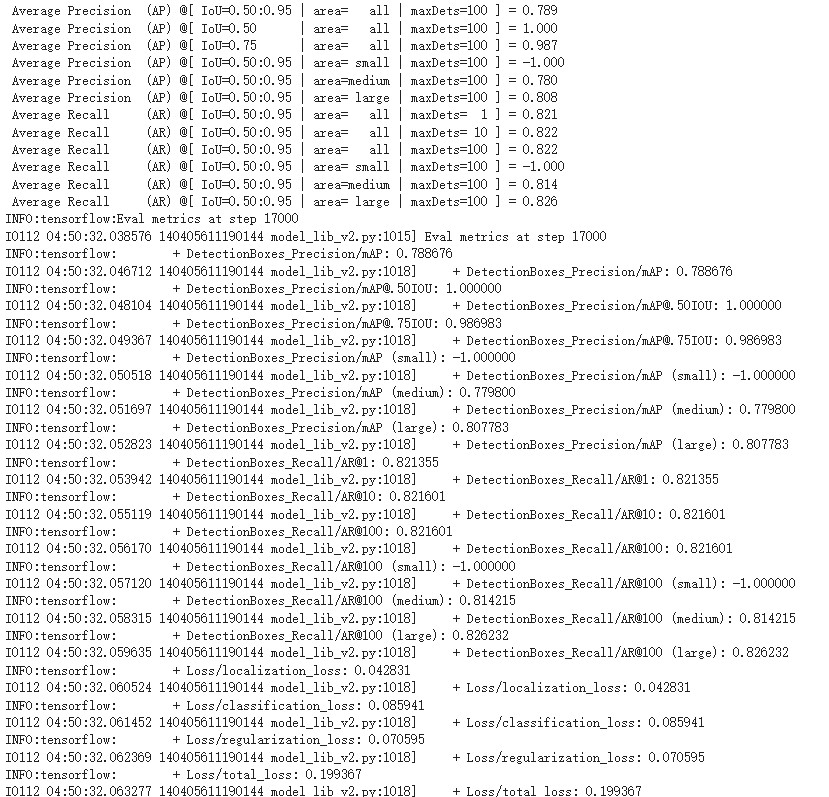 Average Precision  (AP) @[ IoU=0.50:0.95 | area=   all | maxDets=100 ] = 0.789
Average Precision  (AP) @[ IoU=0.50      | area=   all | maxDets=100 ] = 1.000
Average Precision  (AP) @[ IoU=0.75      | area=   all | maxDets=100 ] = 0.987
Average Precision  (AP) @[ IoU=0.50:0.95 | area= small | maxDets=100 ] = -1.000
Average Precision  (AP) @[ IoU=0.50:0.95 | area=medium | maxDets=100 ] = 0.780
Average Precision  (AP) @[ IoU=0.50:0.95 | area= large | maxDets=100 ] = 0.808
Average Recall     (AR) @[ IoU=0.50:0.95 | area=   all | maxDets=  1 ] = 0.821
Average Recall     (AR) @[ IoU=0.50:0.95 | area=   all | maxDets= 10 ] = 0.822
Average Recall     (AR) @[ IoU=0.50:0.95 | area=   all | maxDets=100 ] = 0.822
Average Recall     (AR) @[ IoU=0.50:0.95 | area= small | maxDets=100 ] = -1.000
Average Recall     (AR) @[ IoU=0.50:0.95 | area=medium | maxDets=100 ] = 0.814
Average Recall     (AR) @[ IoU=0.50:0.95 | area= large | maxDets=100 ] = 0.826
INFO:tensorflow:Eval metrics at step 17000
I0112 04:50:32.038576 140405611190144 model_lib_v2.py:1015] Eval metrics at step 17000
INFO:tensorflow:        + DetectionBoxes_Precision/mAP: 0.788676
I0112 04:50:32.046712 140405611190144 model_lib_v2.py:1018]     + DetectionBoxes_Precision/mAP: 0.788676
INFO:tensorflow:        + DetectionBoxes_Precision/mAP@.50IOU: 1.000000
I0112 04:50:32.048104 140405611190144 model_lib_v2.py:1018]     + DetectionBoxes_Precision/mAP@.50IOU: 1.000000
INFO:tensorflow:        + DetectionBoxes_Precision/mAP@.75IOU: 0.986983
I0112 04:50:32.049367 140405611190144 model_lib_v2.py:1018]     + DetectionBoxes_Precision/mAP@.75IOU: 0.986983
INFO:tensorflow:        + DetectionBoxes_Precision/mAP (small): -1.000000
I0112 04:50:32.050518 140405611190144 model_lib_v2.py:1018]     + DetectionBoxes_Precision/mAP (small): -1.000000
INFO:tensorflow:        + DetectionBoxes_Precision/mAP (medium): 0.779800
I0112 04:50:32.051697 140405611190144 model_lib_v2.py:1018]     + DetectionBoxes_Precision/mAP (medium): 0.779800
INFO:tensorflow:        + DetectionBoxes_Precision/mAP (large): 0.807783
I0112 04:50:32.052823 140405611190144 model_lib_v2.py:1018]     + DetectionBoxes_Precision/mAP (large): 0.807783
INFO:tensorflow:        + DetectionBoxes_Recall/AR@1: 0.821355
I0112 04:50:32.053942 140405611190144 model_lib_v2.py:1018]     + DetectionBoxes_Recall/AR@1: 0.821355
INFO:tensorflow:        + DetectionBoxes_Recall/AR@10: 0.821601
I0112 04:50:32.055119 140405611190144 model_lib_v2.py:1018]     + DetectionBoxes_Recall/AR@10: 0.821601
INFO:tensorflow:        + DetectionBoxes_Recall/AR@100: 0.821601
I0112 04:50:32.056170 140405611190144 model_lib_v2.py:1018]     + DetectionBoxes_Recall/AR@100: 0.821601
INFO:tensorflow:        + DetectionBoxes_Recall/AR@100 (small): -1.000000
I0112 04:50:32.057120 140405611190144 model_lib_v2.py:1018]     + DetectionBoxes_Recall/AR@100 (small): -1.000000
INFO:tensorflow:        + DetectionBoxes_Recall/AR@100 (medium): 0.814215
I0112 04:50:32.058315 140405611190144 model_lib_v2.py:1018]     + DetectionBoxes_Recall/AR@100 (medium): 0.814215
INFO:tensorflow:        + DetectionBoxes_Recall/AR@100 (large): 0.826232
I0112 04:50:32.059635 140405611190144 model_lib_v2.py:1018]     + DetectionBoxes_Recall/AR@100 (large): 0.826232
INFO:tensorflow:        + Loss/localization_loss: 0.042831
I0112 04:50:32.060524 140405611190144 model_lib_v2.py:1018]     + Loss/localization_loss: 0.042831
INFO:tensorflow:        + Loss/classification_loss: 0.085941
I0112 04:50:32.061452 140405611190144 model_lib_v2.py:1018]     + Loss/classification_loss: 0.085941
INFO:tensorflow:        + Loss/regularization_loss: 0.070595
I0112 04:50:32.062369 140405611190144 model_lib_v2.py:1018]     + Loss/regularization_loss: 0.070595
INFO:tensorflow:        + Loss/total_loss: 0.199367
I0112 04:50:32.063277 140405611190144 model_lib_v2.py:1018]     + Loss/total_loss: 0.199367